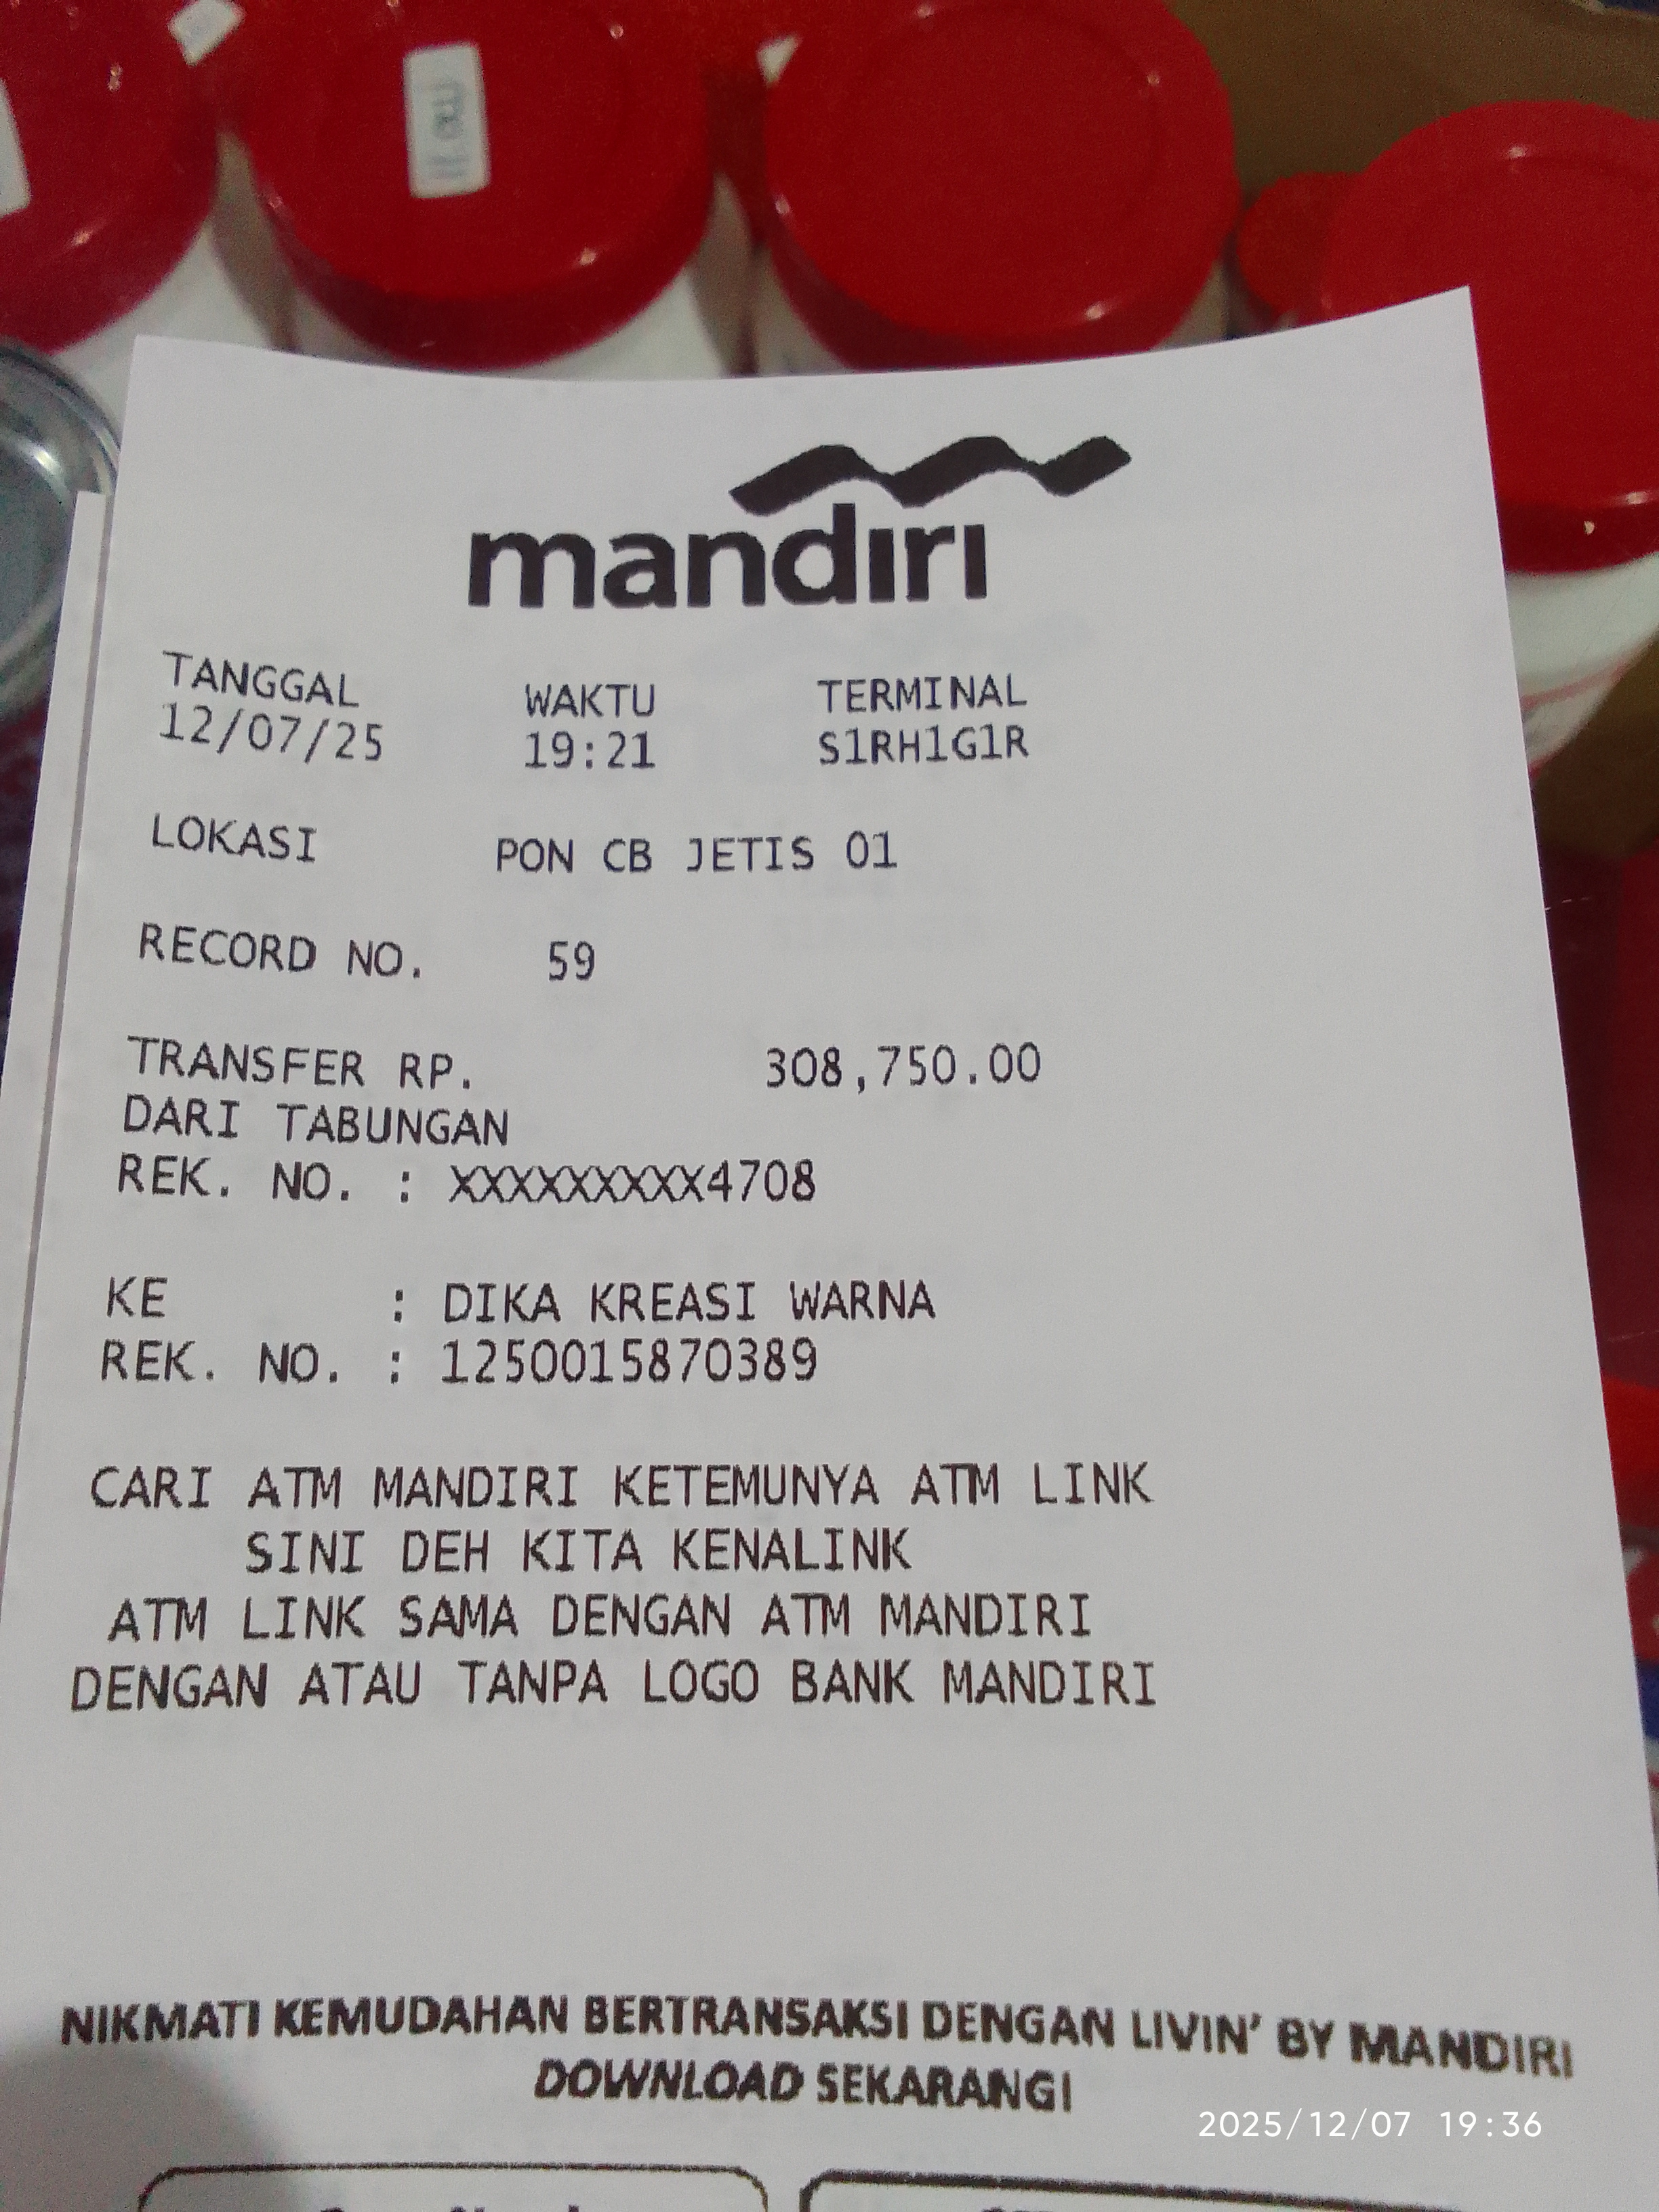 mandiri
TANGGAL WAKTU TERMINAL
12/07/25 19:21 S1RH1G1R
LOKASI PON CB JETIS 01
RECORD NO. 59
TRANSFER RP. 308,750.00
DARI TABUNGAN
REK. NO. : XXXXXXXXX4708
KE : DIKA KREASI WARNA
REK. NO. : 1250015870389
CARI ATM MANDIRI KETEMUNYA ATM LINK
SINI DEH KITA KENALINK
ATM LINK SAMA DENGAN ATM MANDIRI
DENGAN ATAU TANPA LOGO BANK MANDIRI
NIKMATI KEMUDAHAN BERTRANSAKSI DENGAN LIVIN' BY MANDIRI
DOWNLOAD SEKARANG!
2025/12/07 19:36